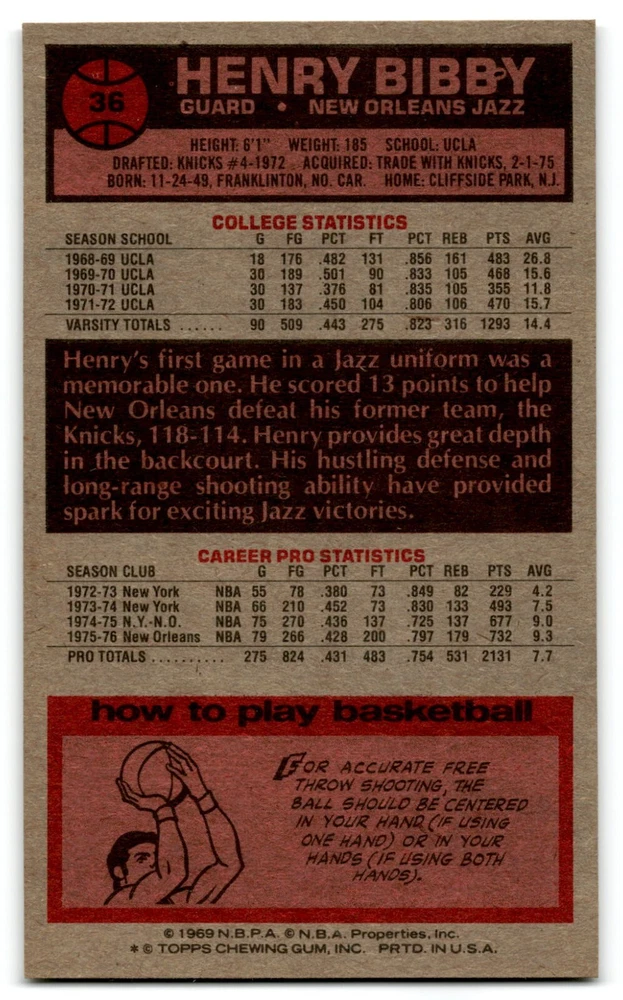 36
HENRY BIBBY
GUARD • NEW ORLEANS JAZZ
HEIGHT: 6'1" WEIGHT: 185 SCHOOL: UCLA
DRAFTED: KNICKS #4-1972 ACQUIRED: TRADE WITH KNICKS, 2-1-75
BORN: 11-24-49, FRANKLINTON, NO. CAR. HOME: CLIFFSIDE PARK, N.J.
COLLEGE STATISTICS
SEASON SCHOOL G FG PCT FT PCT REB PTS AVG
1968-69 UCLA 18 176 .482 131 .856 161 483 26.8
1969-70 UCLA 30 189 .501 90 .833 105 468 15.6
1970-71 UCLA 30 137 .376 81 .835 105 355 11.8
1971-72 UCLA 30 183 .450 104 .806 106 470 15.7
VARSITY TOTALS ...... 90 509 .443 275 .823 316 1293 14.4
Henry's first game in a Jazz uniform was a
memorable one. He scored 13 points to help
New Orleans defeat his former team, the
Knicks, 118-114. Henry provides great depth
in the backcourt. His hustling defense and
long-range shooting ability have provided
spark for exciting Jazz victories.
CAREER PRO STATISTICS
SEASON CLUB G FG PCT FT PCT REB PTS AVG
1972-73 New York NBA 55 78 .380 73 .849 82 229 4.2
1973-74 New York NBA 66 210 .452 73 .830 133 493 7.5
1974-75 N.Y.-N.O. NBA 75 270 .436 137 .725 137 677 9.0
1975-76 New Orleans NBA 79 266 .428 200 .797 179 732 9.3
PRO TOTALS .......... 275 824 .431 483 .754 531 2131 7.7
how to play basketball
FOR ACCURATE FREE
THROW SHOOTING, THE
BALL SHOULD BE CENTERED
IN YOUR HAND (IF USING
ONE HAND) OR IN YOUR
HANDS (IF USING BOTH
HANDS).
© 1969 N.B.P.A. © N.B.A. Properties, Inc.
* © TOPPS CHEWING GUM, INC. PRTD. IN U.S.A.